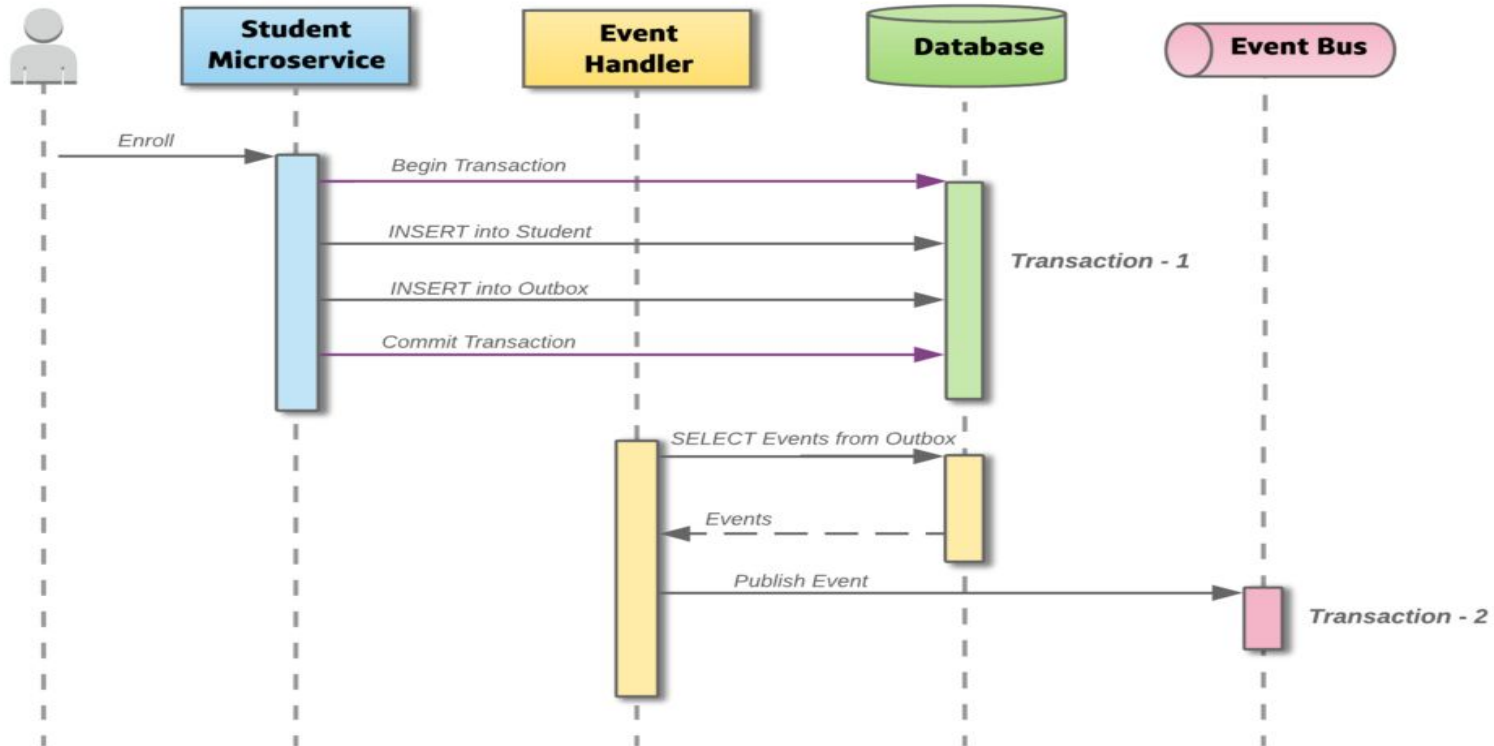 Student
Microservice
Event
Handler
Database
Event Bus
Enroll
Begin Transaction
INSERT into Student
Transaction - 1
INSERT into Outbox
Commit Transaction
SELECT Events from Outbox
Events
Publish Event
Transaction - 2